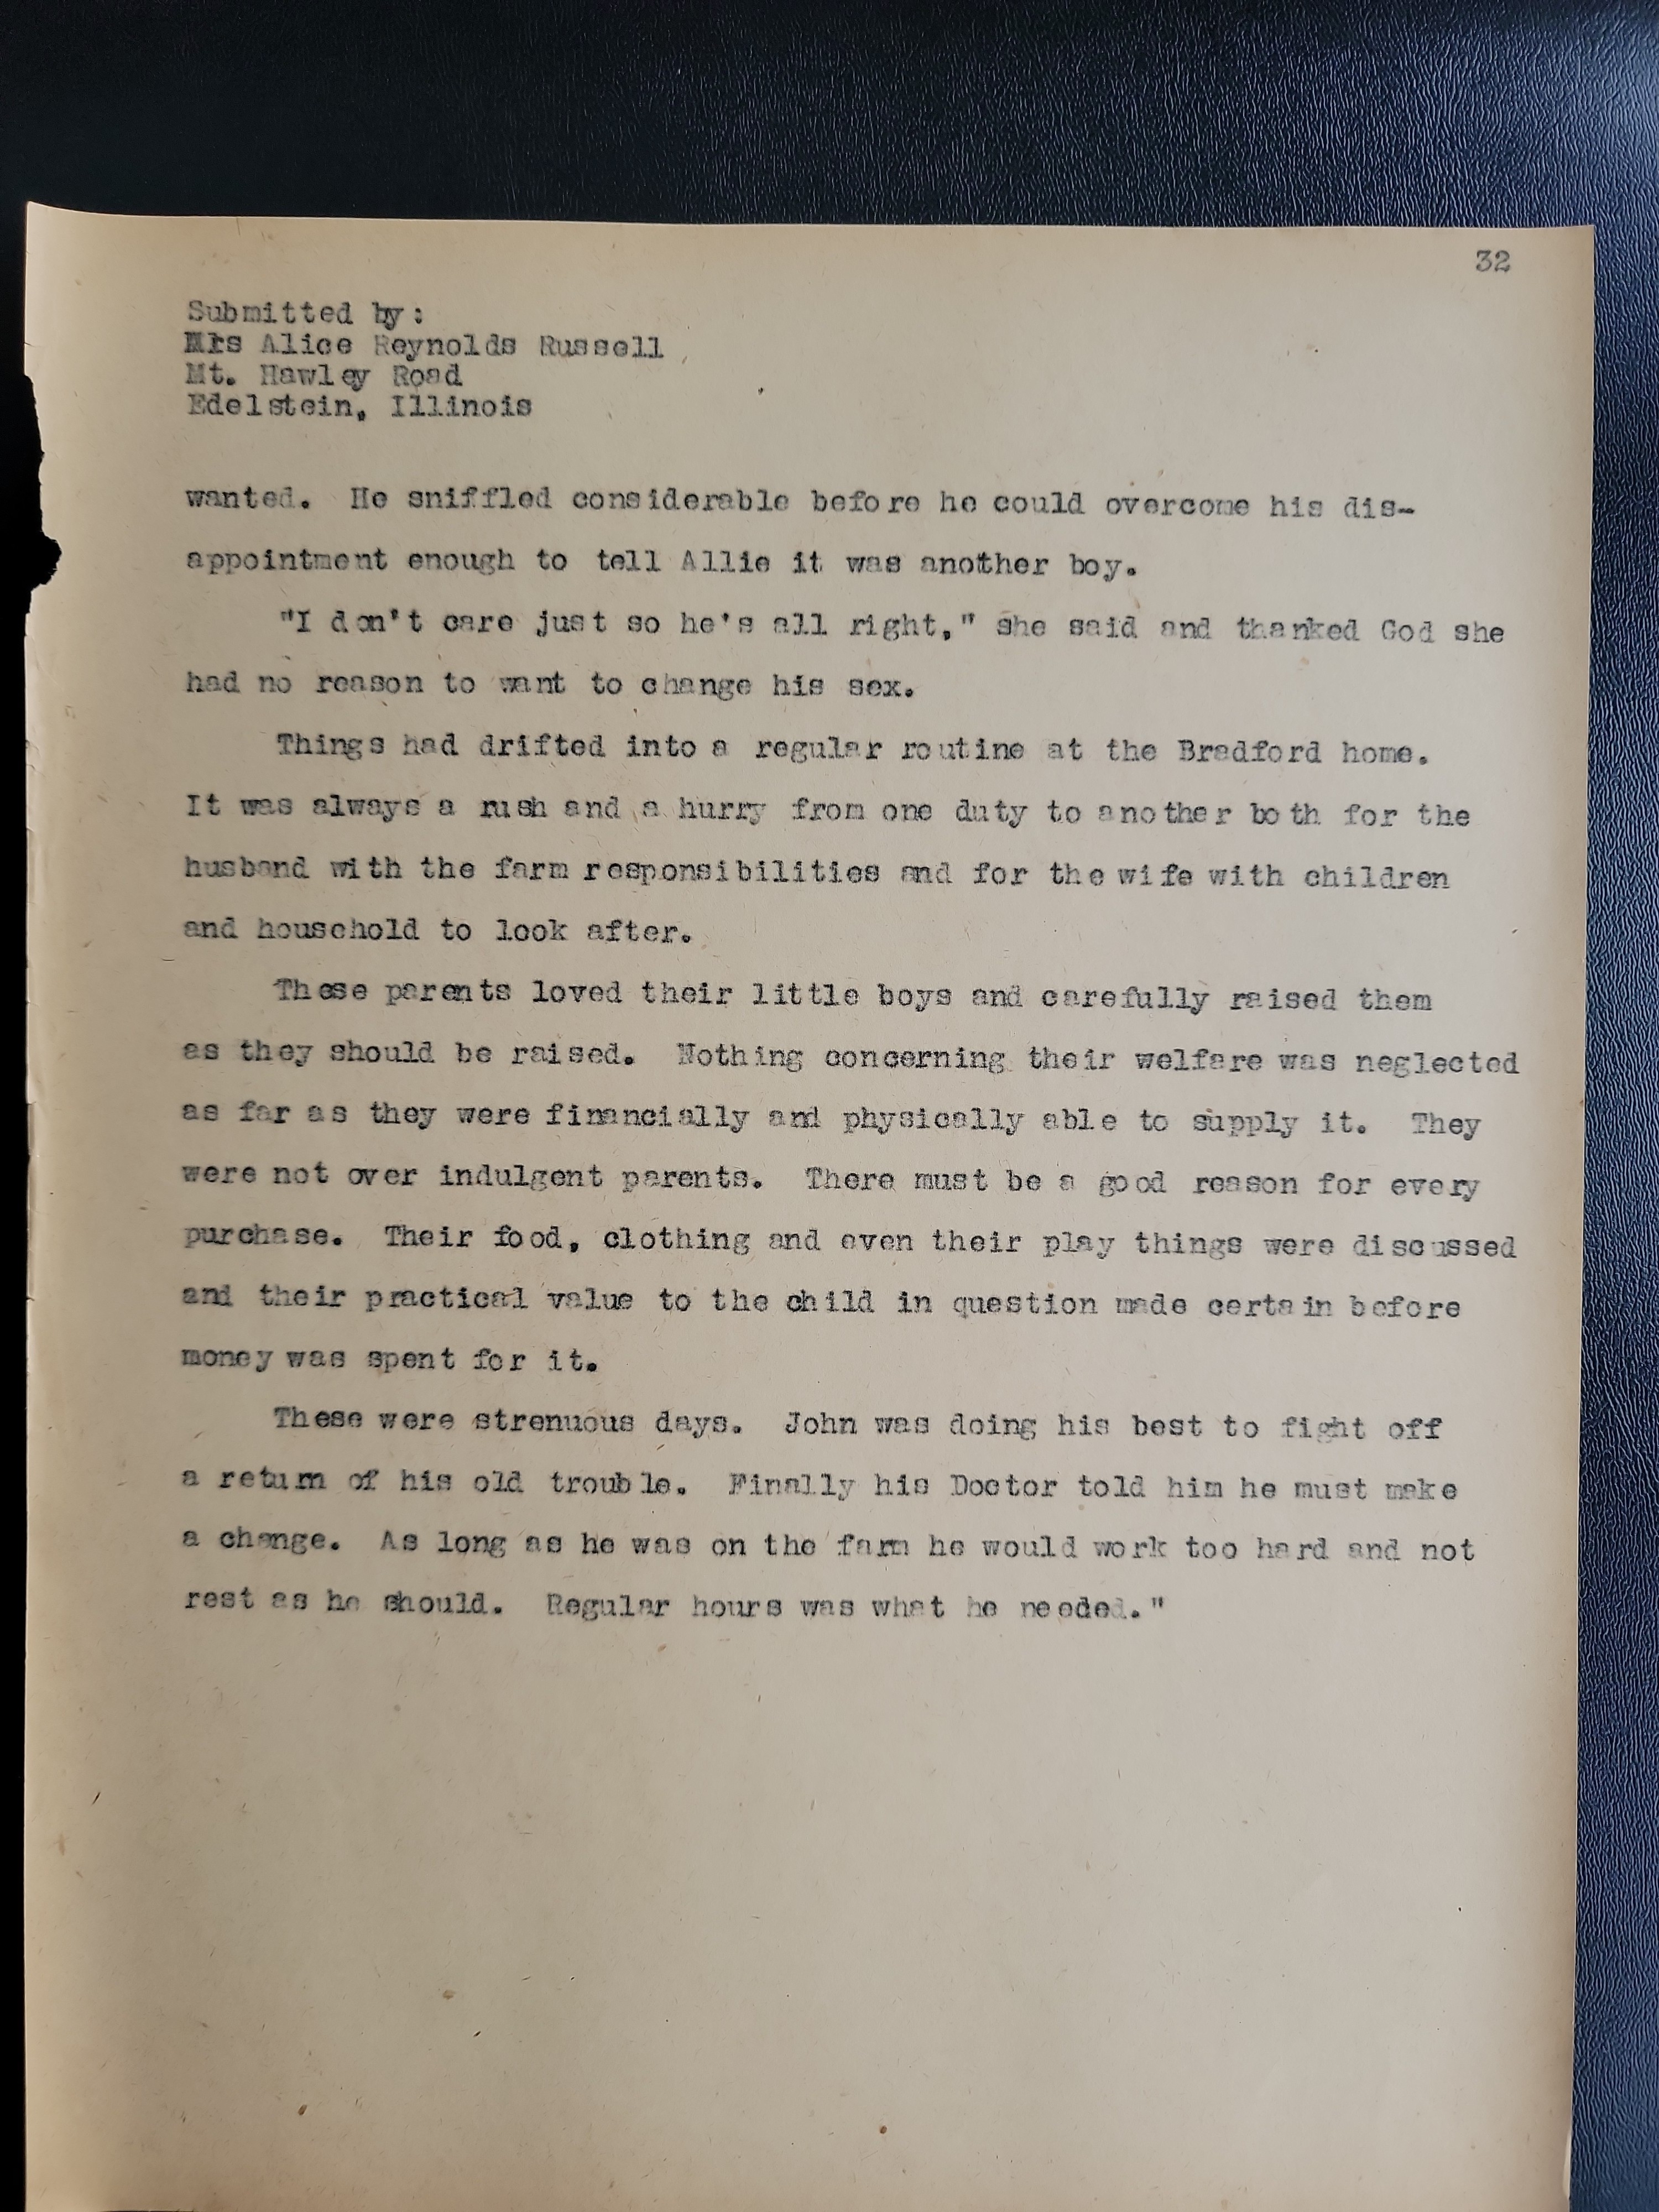 32
Submitted by:
Mrs Alice Reynolds Russell
Mt. Hawley Road
Edelstein, Illinois
wanted. He sniffled considerable before he could overcome his dis-
appointment enough to tell Allie it was another boy.
"I don't care just so he's all right," she said and thanked God she
had no reason to want to change his sex.
Things had drifted into a regular routine at the Bradford home.
It was always a rush and a hurry from one duty to another both for the
husband with the farm responsibilities and for the wife with children
and household to look after.
These parents loved their little boys and carefully raised them
as they should be raised. Nothing concerning their welfare was neglected
as far as they were financially and physically able to supply it. They
were not over indulgent parents. There must be a good reason for every
purchase. Their food, clothing and even their play things were discussed
and their practical value to the child in question made certain before
money was spent for it.
These were strenuous days. John was doing his best to fight off
a return of his old trouble. Finally his Doctor told him he must make
a change. As long as he was on the farm he would work too hard and not
rest as he should. Regular hours was what he needed."